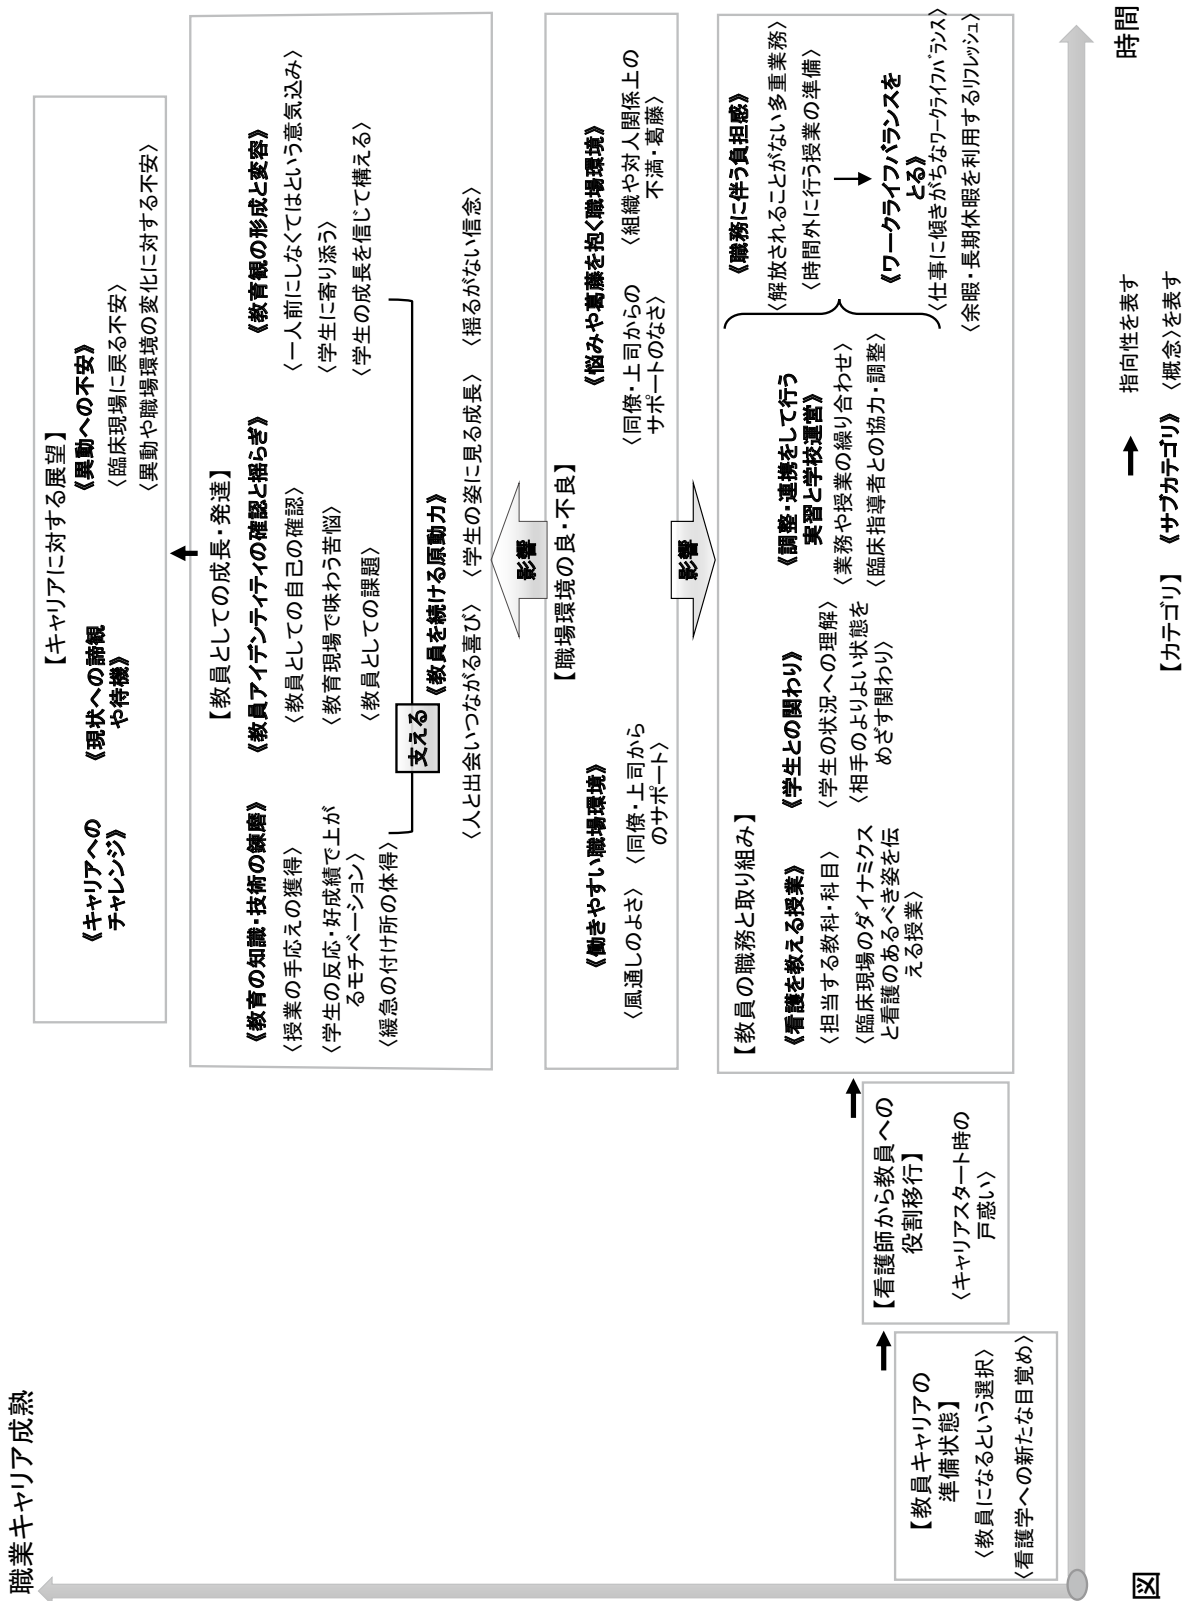 職業キャリア成熟
【キャリアに対する展望】
《キャリアへの
チャレンジ》
《現状への諦観
や待機》
《異動への不安》
〈臨床現場に戻る不安〉
〈異動や職場環境の変化に対する不安〉
【教員としての成長・発達】
《教育の知識・技術の錬磨》
〈授業の手応えの獲得〉
〈学生の反応・好成績で上が
るモチベーション〉
〈緩急の付け所の体得〉
《教員アイデンティティの確認と揺らぎ》
〈教員としての自己の確認〉
〈教育現場で味わう苦悩〉
〈教員としての課題〉
《教育観の形成と変容》
〈一人前にしなくてはという意気込み〉
〈学生に寄り添う〉
〈学生の成長を信じて構える〉
支える
《教員を続ける原動力》
〈人と出会いつながる喜び〉 〈学生の姿に見る成長〉 〈揺るがない信念〉
影響
【職場環境の良・不良】
《働きやすい職場環境》
〈風通しのよさ〉
〈同僚・上司から
のサポート〉
《悩みや葛藤を抱く職場環境》
〈同僚・上司からの
サポートのなさ〉
〈組織や対人関係上の
不満・葛藤〉
影響
【教員の職務と取り組み】
《看護を教える授業》
〈担当する教科・科目〉
〈臨床現場のダイナミクス
と看護のあるべき姿を伝
える授業〉
《学生との関わり》
〈学生の状況への理解〉
〈相手のよりよい状態を
めざす関わり〉
《調整・連携をして行う
実習と学校運営》
〈業務や授業の繰り合わせ〉
〈臨床指導者との協力・調整〉
《職務に伴う負担感》
〈解放されることがない多重業務〉
〈時間外に行う授業の準備〉
《ワークライフバランスを
とる》
〈仕事に傾きがちなワークライフバランス〉
〈余暇・長期休暇を利用するリフレッシュ〉
【看護師から教員への
役割移行】
〈キャリアスタート時の
戸惑い〉
【教員キャリアの
準備状態】
〈教員になるという選択〉
〈看護学への新たな目覚め〉
時間
指向性を表す
【カテゴリ】 《サブカテゴリ》 〈概念〉を表す
図